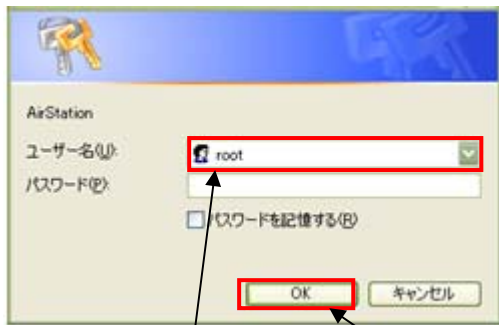 AirStation
ユーザー名(U):
root
パスワード(P):
パスワードを記憶する(R)
OK
キャンセル